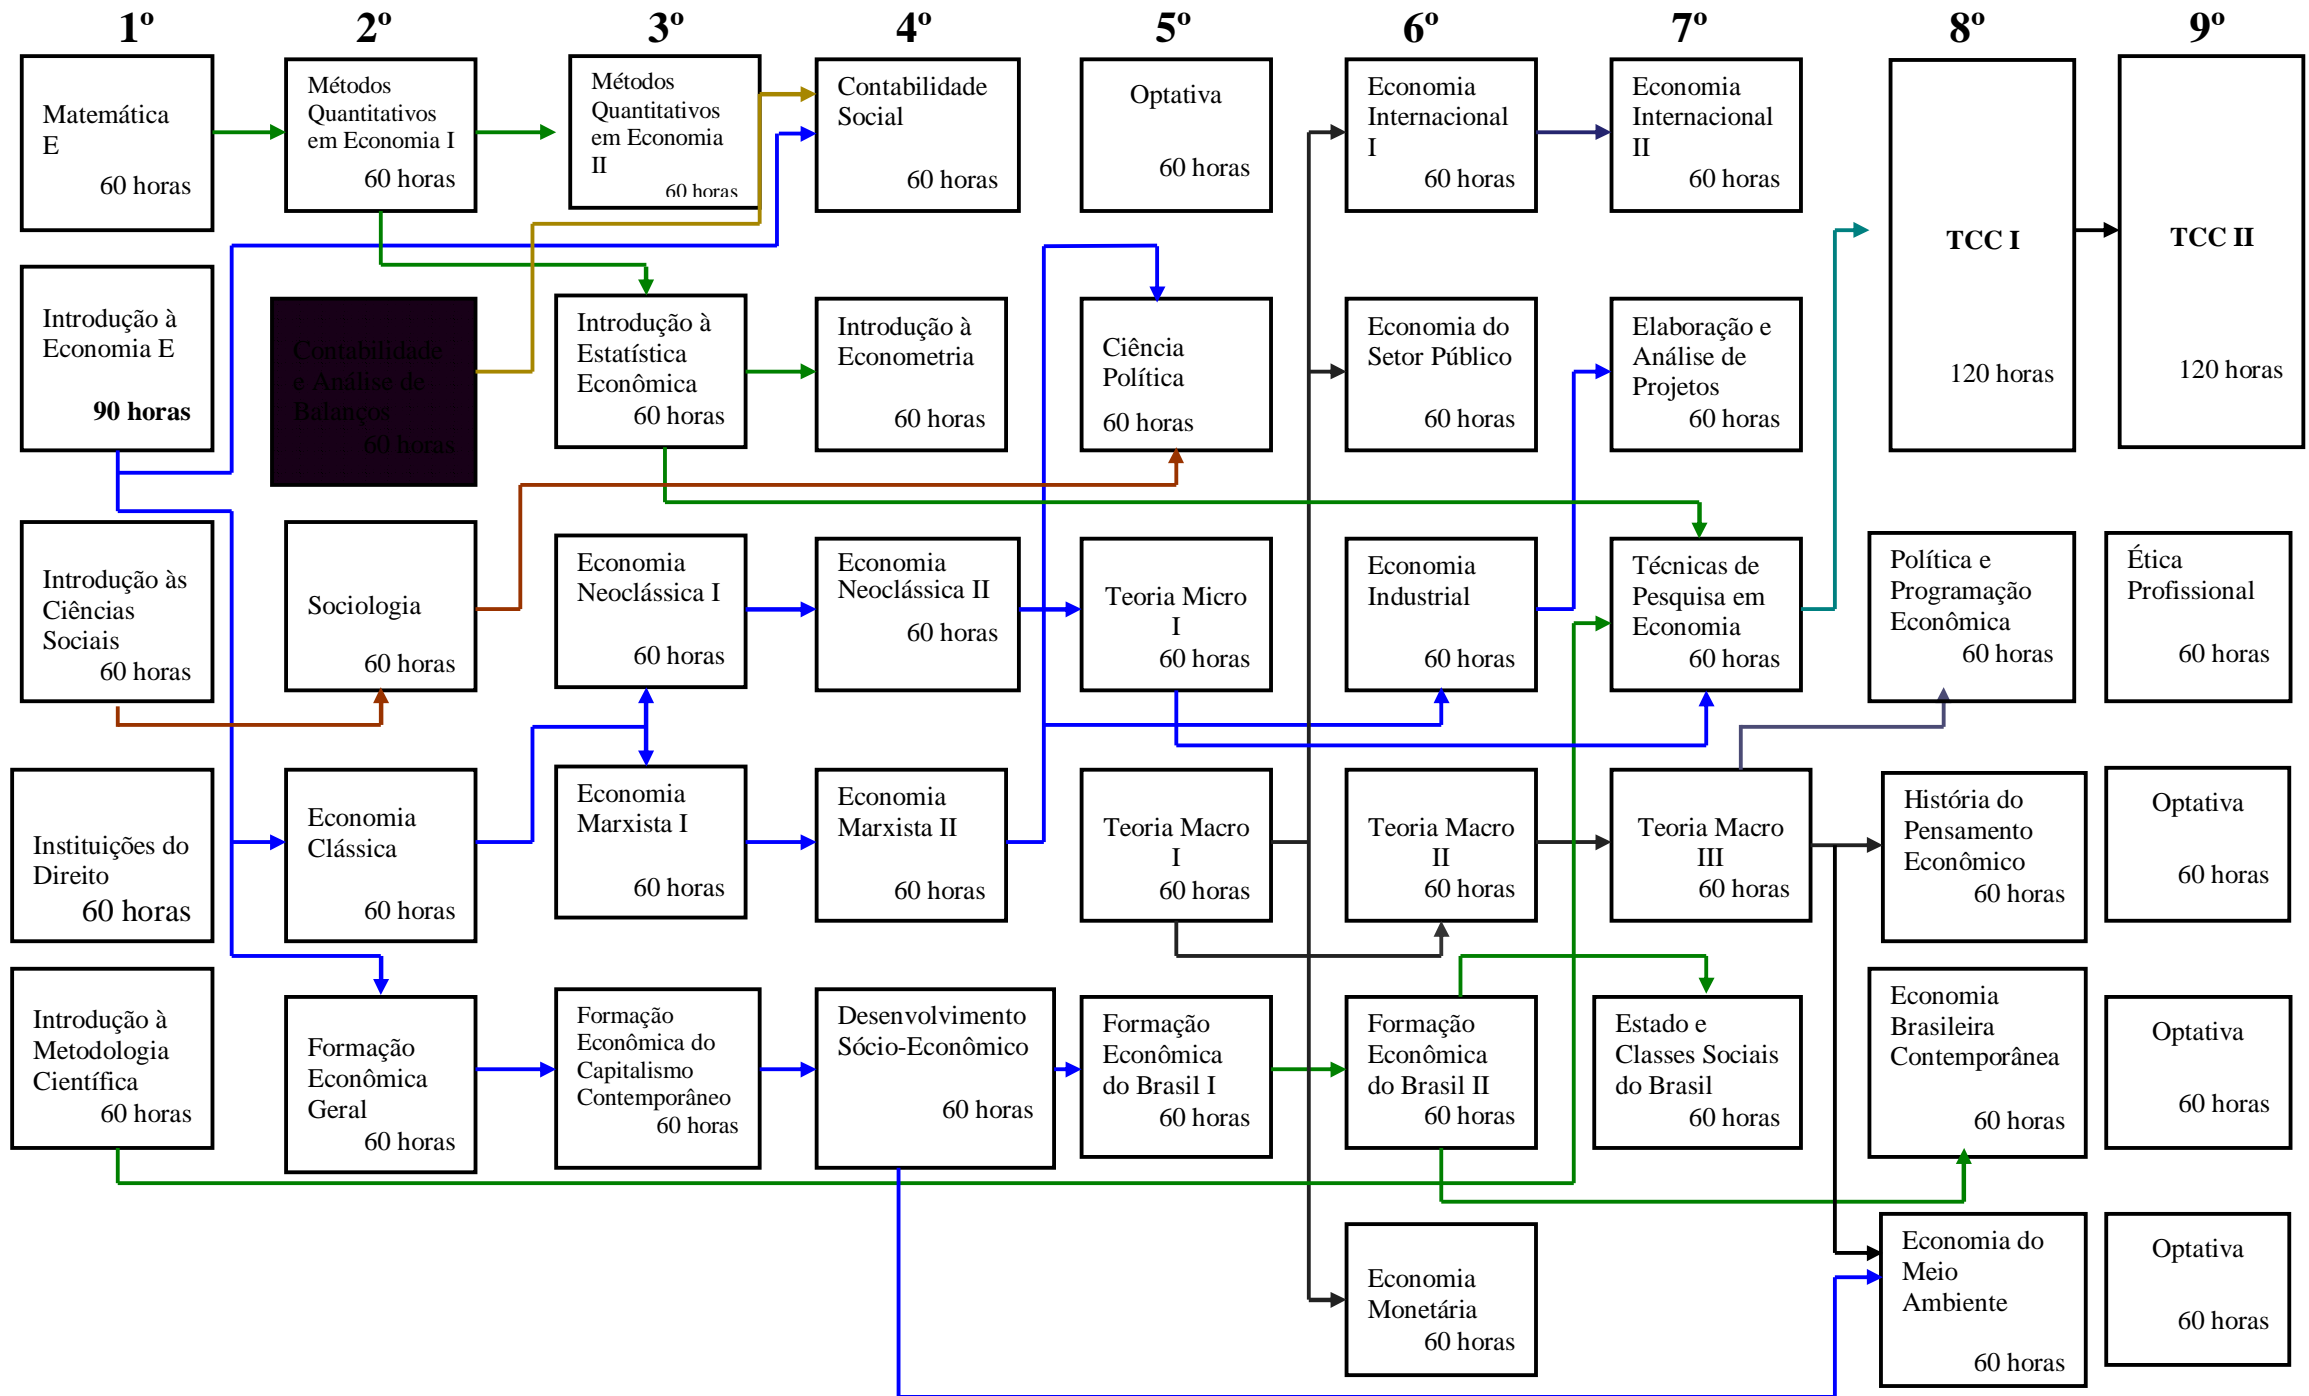 1º 2º 3º 4º 5º 6º 7º 8º 9º
Matemática
E
60 horas
Métodos
Quantitativos
em Economia I
60 horas
Métodos
Quantitativos
em Economia
II
60 horas
Contabilidade
Social
60 horas
Optativa
60 horas
Economia
Internacional
I
60 horas
Economia
Internacional
II
60 horas
TCC I
120 horas
TCC II
120 horas
Introdução à
Economia E
90 horas
Contabilidade
e Análise de
Balanços
60 horas
Introdução à
Estatística
Econômica
60 horas
Introdução à
Econometria
60 horas
Ciência
Política
60 horas
Economia do
Setor Público
60 horas
Elaboração e
Análise de
Projetos
60 horas
Introdução às
Ciências
Sociais
60 horas
Sociologia
60 horas
Economia
Neoclássica I
60 horas
Economia
Neoclássica II
60 horas
Teoria Micro
I
60 horas
Economia
Industrial
60 horas
Técnicas de
Pesquisa em
Economia
60 horas
Política e
Programação
Econômica
60 horas
Ética
Profissional
60 horas
Instituições do
Direito
60 horas
Economia
Clássica
60 horas
Economia
Marxista I
60 horas
Economia
Marxista II
60 horas
Teoria Macro
I
60 horas
Teoria Macro
II
60 horas
Teoria Macro
III
60 horas
História do
Pensamento
Econômico
60 horas
Optativa
60 horas
Introdução à
Metodologia
Científica
60 horas
Formação
Econômica
Geral
60 horas
Formação
Econômica do
Capitalismo
Contemporâneo
60 horas
Desenvolvimento
Sócio-Econômico
60 horas
Formação
Econômica
do Brasil I
60 horas
Formação
Econômica
do Brasil II
60 horas
Estado e
Classes Sociais
do Brasil
60 horas
Economia
Brasileira
Contemporânea
60 horas
Optativa
60 horas
Economia
Monetária
60 horas
Economia do
Meio
Ambiente
60 horas
Optativa
60 horas